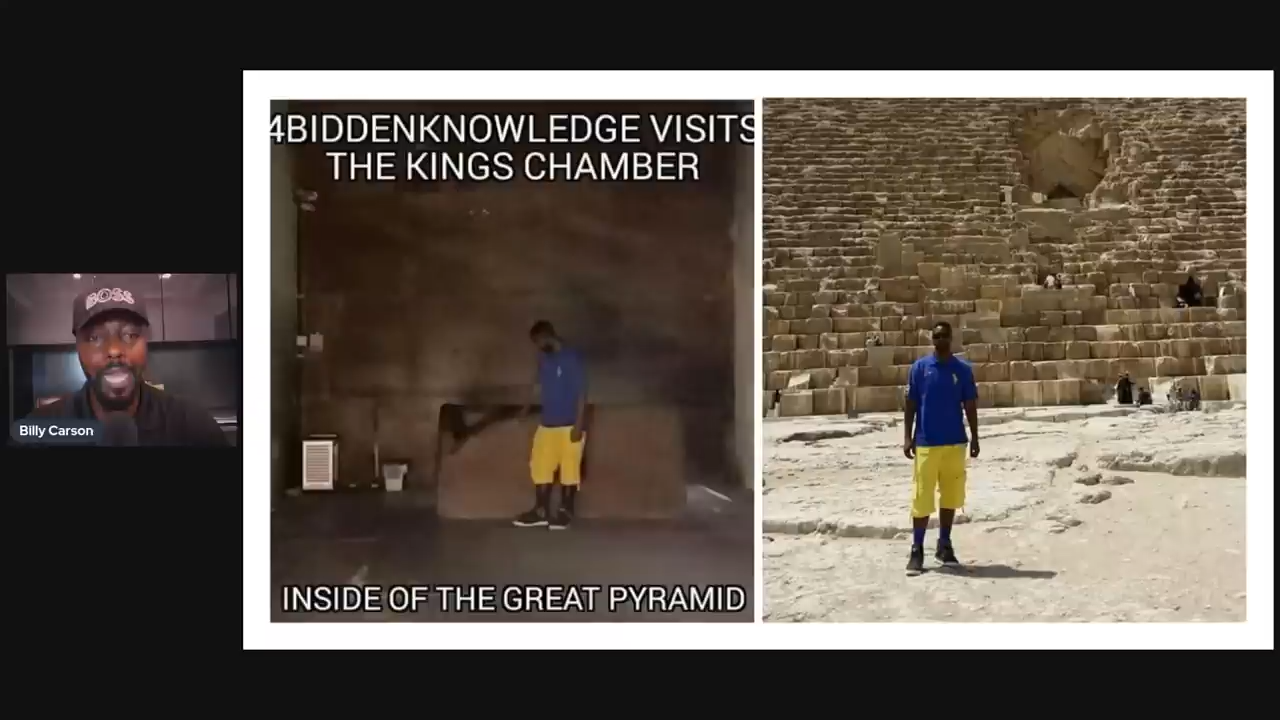 4BIDDENKNOWLEDGE VISITS
THE KINGS CHAMBER
BOSS
Billy Carson
INSIDE OF THE GREAT PYRAMID